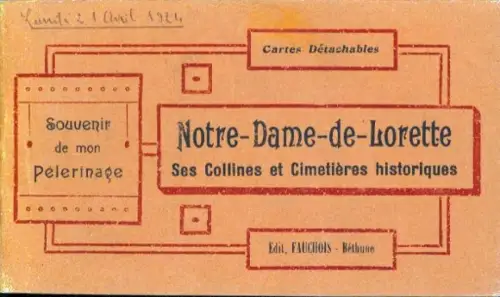 Lundi 21 Avril 1924
Cartes Détachables
Souvenir
de mon
Pélerinage
Notre-Dame-de-Lorette
Ses Collines et Cimetières historiques
Edit, FAUCHOIS - Béthune